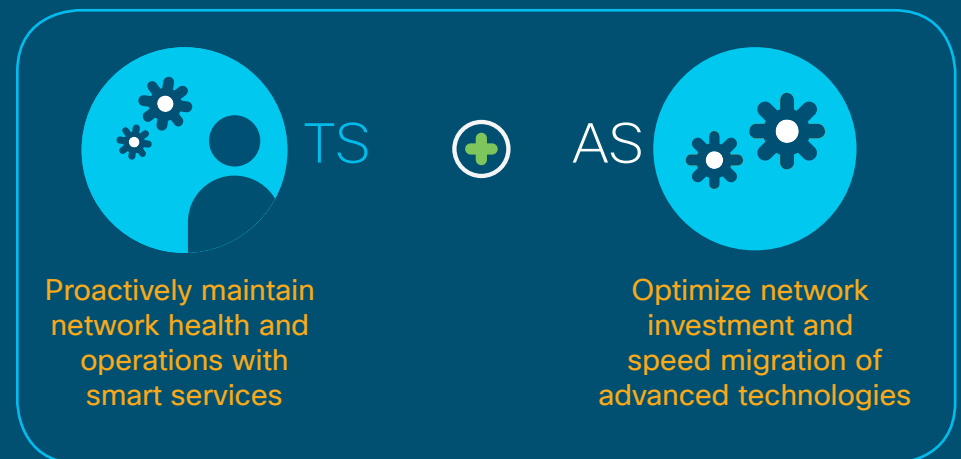 TS
AS
Proactively maintain
network health and
operations with
smart services
Optimize network
investment and
speed migration of
advanced technologies